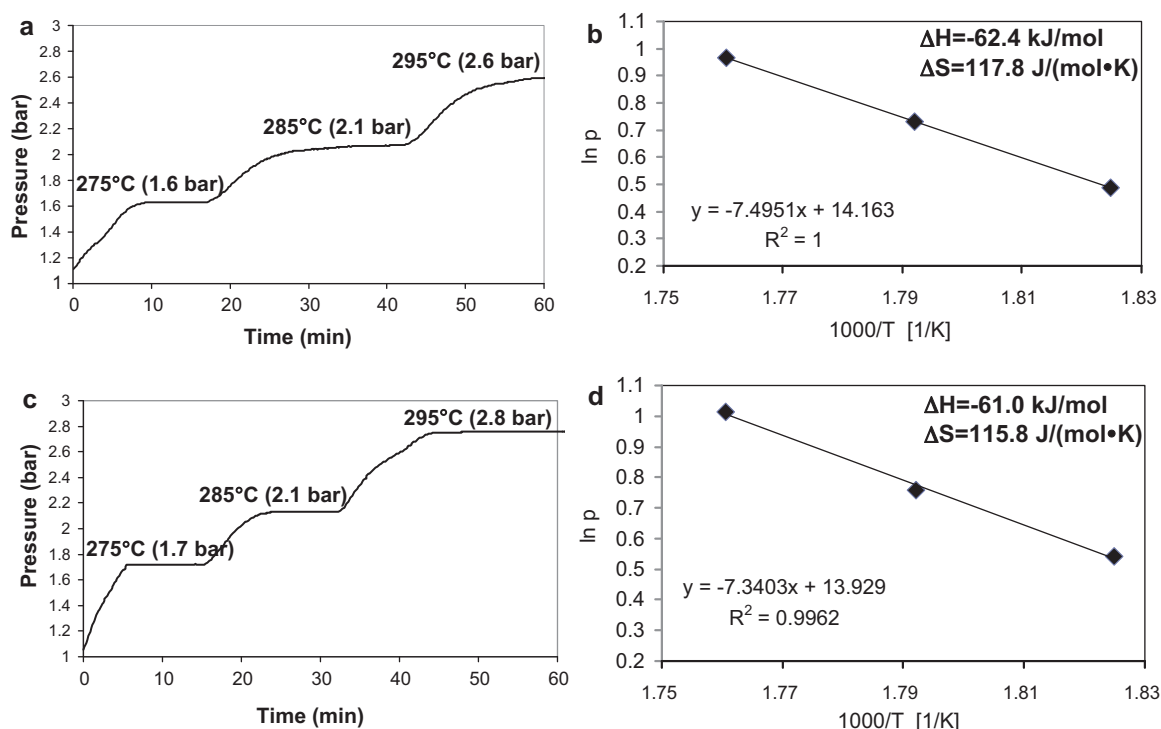 a
3
2.8
2.6
2.4
2.2
2
1.8
1.6
1.4
1.2
1
Pressure (bar)
295°C (2.6 bar)
285°C (2.1 bar)
275°C (1.6 bar)
0 10 20 30 40 50 60
Time (min)
b
1.1
1
0.9
0.8
0.7
0.6
0.5
0.4
0.3
0.2
ln p
ΔH=-62.4 kJ/mol
ΔS=117.8 J/(mol•K)
y = -7.4951x + 14.163
R² = 1
1.75 1.77 1.79 1.81 1.83
1000/T [1/K]
c
3
2.8
2.6
2.4
2.2
2
1.8
1.6
1.4
1.2
1
Pressure (bar)
295°C (2.8 bar)
285°C (2.1 bar)
275°C (1.7 bar)
0 10 20 30 40 50 60
Time (min)
d
1.1
1
0.9
0.8
0.7
0.6
0.5
0.4
0.3
0.2
ln p
ΔH=-61.0 kJ/mol
ΔS=115.8 J/(mol•K)
y = -7.3403x + 13.929
R² = 0.9962
1.75 1.77 1.79 1.81 1.83
1000/T [1/K]